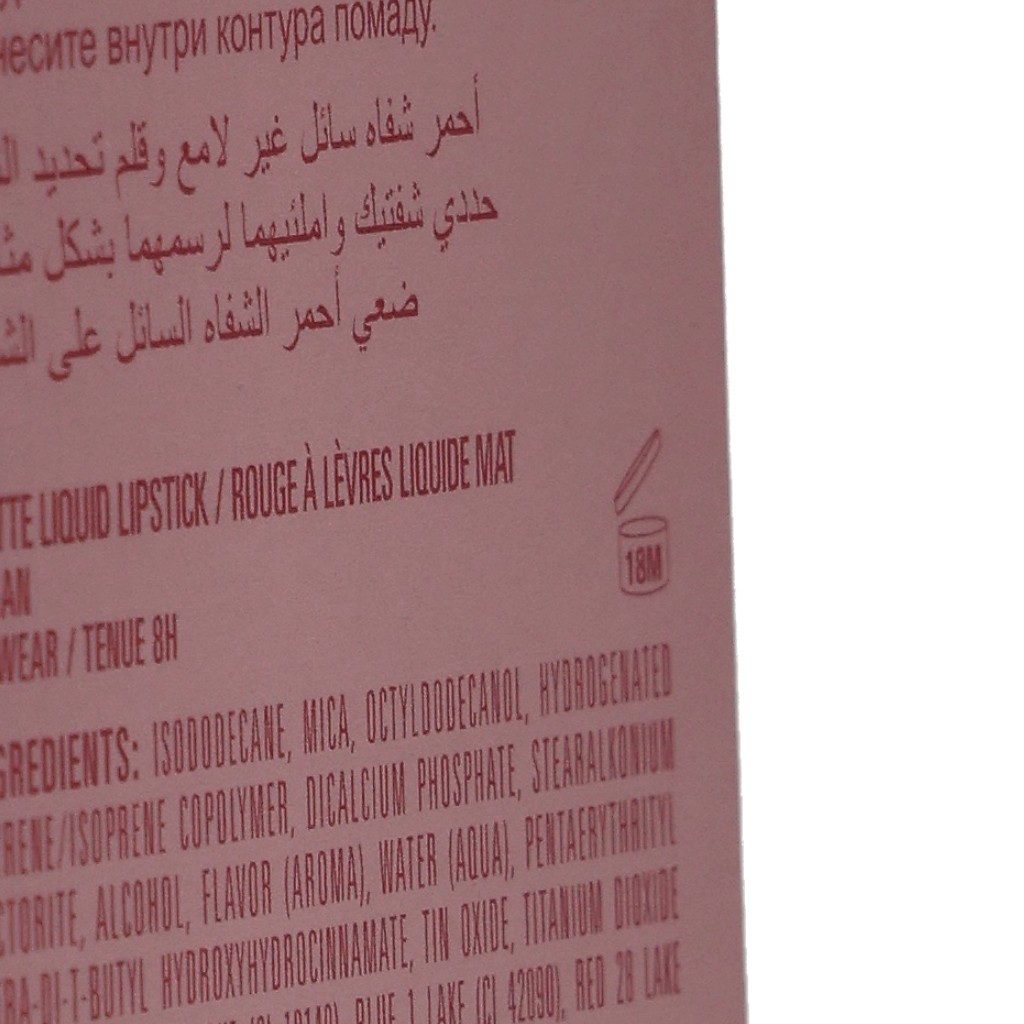 несите внутри контура помаду.
أحمر شفاه سائل غير لامع وقلم تحديد
حددي شفتيك واملئيهما لرسمهما بشكل
ضعي أحمر الشفاه السائل على
TTE LIQUID LIPSTICK / ROUGE À LÈVRES LIQUIDE MAT
18M
AN
WEAR / TENUE 8H
GREDIENTS: ISODODECANE, MICA, OCTYLDODECANOL, HYDROGENATED
RENE/ISOPRENE COPOLYMER, DICALCIUM PHOSPHATE, STEARALKONIUM
CTORITE, ALCOHOL, FLAVOR (AROMA), WATER (AQUA), PENTAERYTHRITYL
RA-DI-T-BUTYL HYDROXYHYDROCINNAMATE, TIN OXIDE, TITANIUM DIOXIDE
(CI 19140), BLUE 1 LAKE (CI 42090), RED 28 LAKE